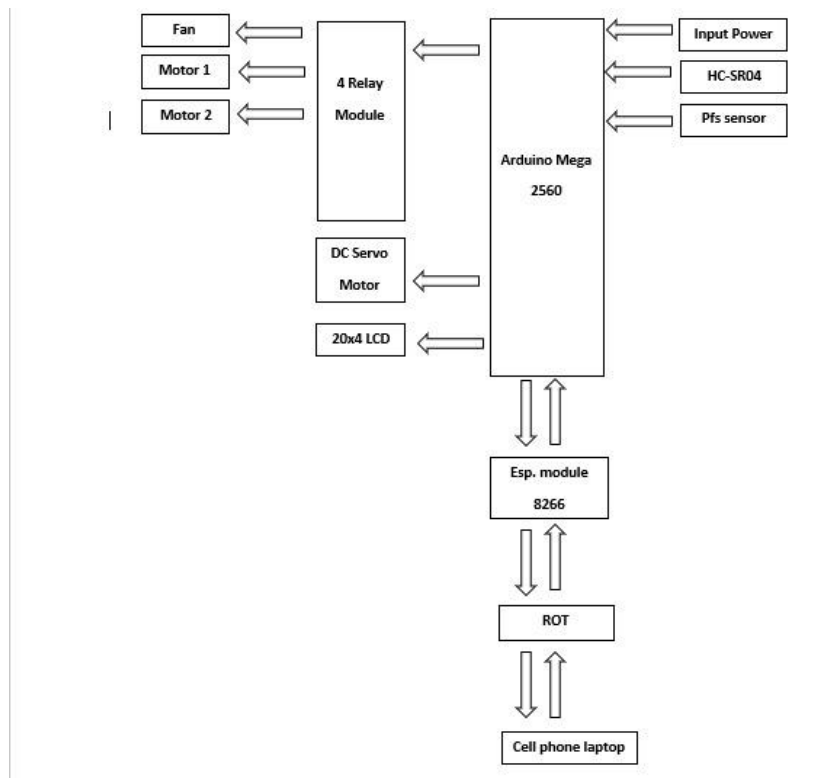 Fan
Motor 1
Motor 2
4 Relay
Module
DC Servo
Motor
20x4 LCD
Arduino Mega
2560
Input Power
HC-SR04
Pfs sensor
Esp. module
8266
ROT
Cell phone laptop